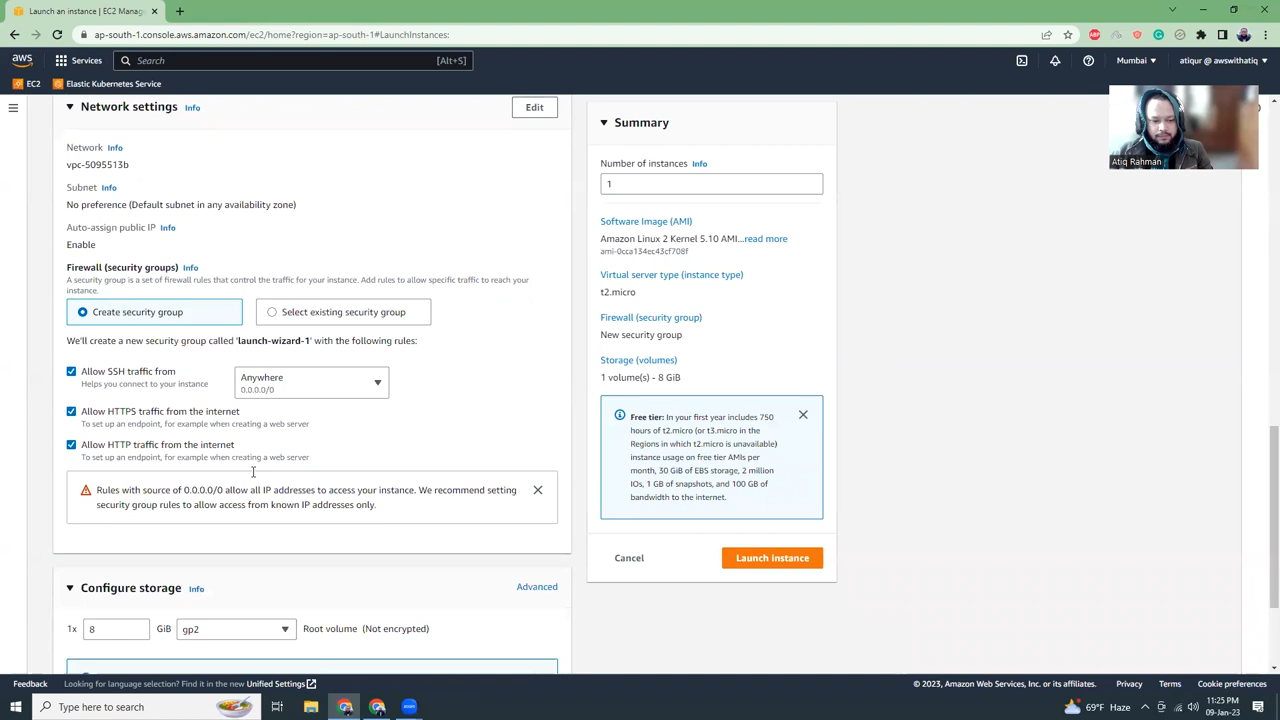 Launch an instance | EC2 Manag
ap-south-1.console.aws.amazon.com/ec2/home?region=ap-south-1#LaunchInstances:
aws
Services
Search
[Alt+S]
Mumbai
atiqur @ awswithatiq
EC2
Elastic Kubernetes Service
Atiq Rahman
Network settings Info
Edit
Network Info
vpc-5095513b
Subnet Info
No preference (Default subnet in any availability zone)
Auto-assign public IP Info
Enable
Firewall (security groups) Info
A security group is a set of firewall rules that control the traffic for your instance. Add rules to allow specific traffic to reach your
instance.
Create security group
Select existing security group
We'll create a new security group called 'launch-wizard-1' with the following rules:
Allow SSH traffic from
Helps you connect to your instance
Anywhere
0.0.0.0/0
Allow HTTPS traffic from the internet
To set up an endpoint, for example when creating a web server
Allow HTTP traffic from the internet
To set up an endpoint, for example when creating a web server
Rules with source of 0.0.0.0/0 allow all IP addresses to access your instance. We recommend setting
security group rules to allow access from known IP addresses only.
Configure storage Info
Advanced
1x
8
GiB
gp2
Root volume (Not encrypted)
Summary
Number of instances Info
1
Software Image (AMI)
Amazon Linux 2 Kernel 5.10 AMI...read more
ami-0cca134ec43cf708f
Virtual server type (instance type)
t2.micro
Firewall (security group)
New security group
Storage (volumes)
1 volume(s) - 8 GiB
Free tier: In your first year includes 750
hours of t2.micro (or t3.micro in the
Regions in which t2.micro is unavailable)
instance usage on free tier AMIs per
month, 30 GiB of EBS storage, 2 million
IOs, 1 GB of snapshots, and 100 GB of
bandwidth to the internet.
Cancel
Launch instance
Feedback
Looking for language selection? Find it in the new Unified Settings
© 2023, Amazon Web Services, Inc. or its affiliates.
Privacy
Terms
Cookie preferences
Type here to search
69°F Haze
11:25 PM
09-Jan-23